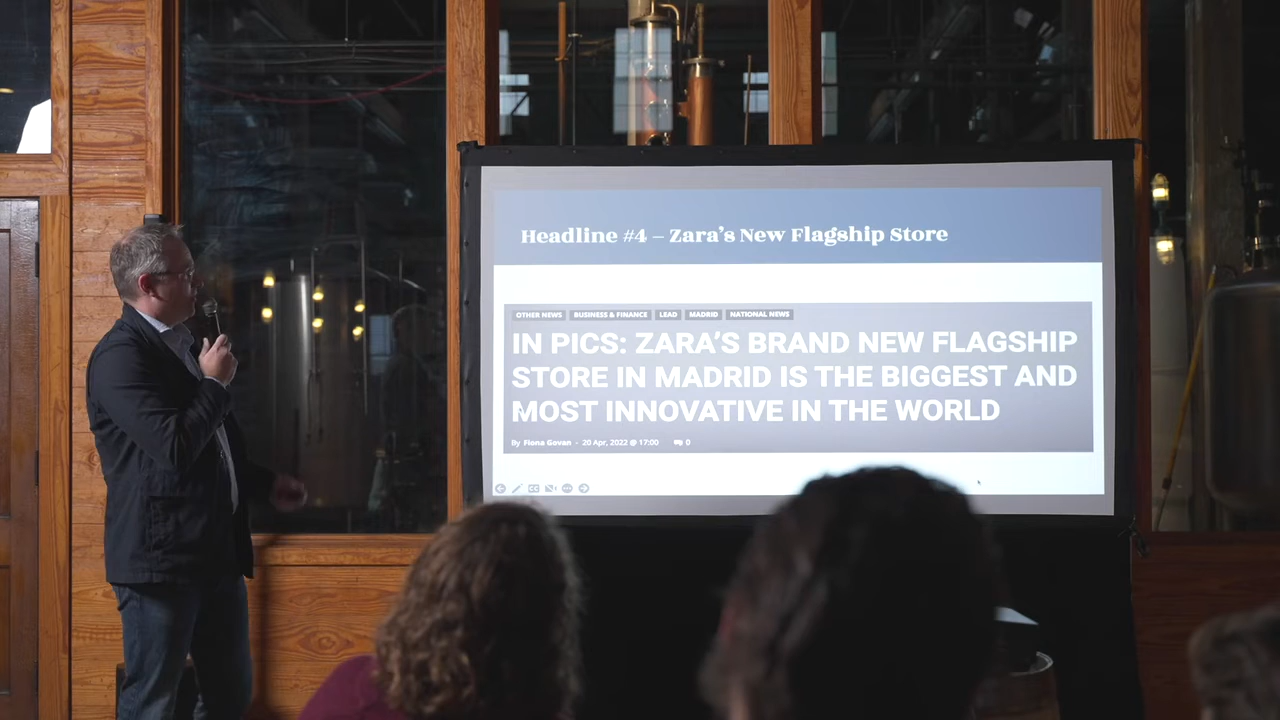 Headline #4 – Zara's New Flagship Store
OTHER NEWS BUSINESS & FINANCE LEAD MADRID NATIONAL NEWS
IN PICS: ZARA'S BRAND NEW FLAGSHIP
STORE IN MADRID IS THE BIGGEST AND
MOST INNOVATIVE IN THE WORLD
By Fiona Govan - 20 Apr, 2022 @ 17:00 0